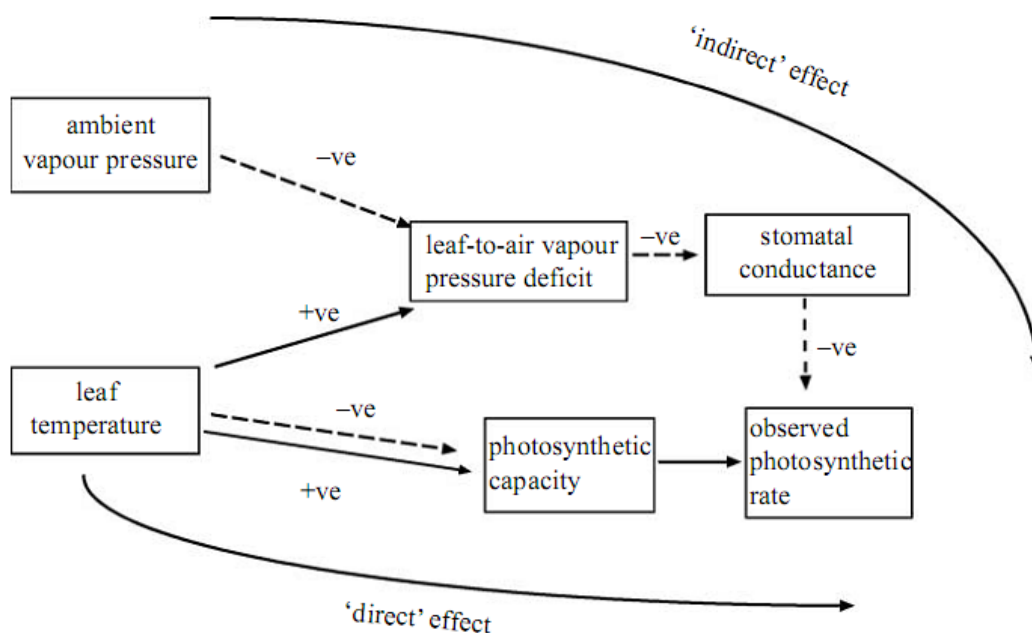 'indirect' effect
ambient
vapour pressure
–ve
leaf-to-air vapour
pressure deficit
–ve
stomatal
conductance
+ve
–ve
leaf
temperature
–ve
+ve
photosynthetic
capacity
observed
photosynthetic
rate
'direct' effect